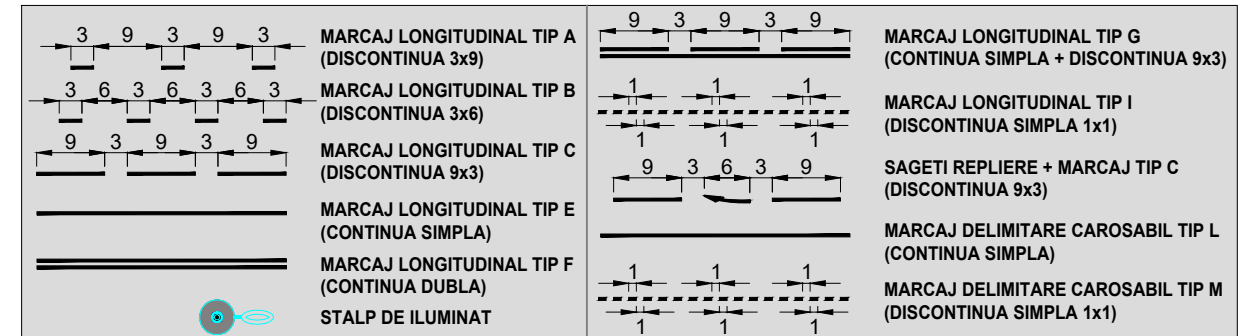 3 9 3 9 3
MARCAJ LONGITUDINAL TIP A
(DISCONTINUA 3x9)
3 6 3 6 3 6 3
MARCAJ LONGITUDINAL TIP B
(DISCONTINUA 3x6)
9 3 9 3 9
MARCAJ LONGITUDINAL TIP C
(DISCONTINUA 9x3)
MARCAJ LONGITUDINAL TIP E
(CONTINUA SIMPLA)
MARCAJ LONGITUDINAL TIP F
(CONTINUA DUBLA)
STALP DE ILUMINAT
9 3 9 3 9
MARCAJ LONGITUDINAL TIP G
(CONTINUA SIMPLA + DISCONTINUA 9x3)
1 1 1
MARCAJ LONGITUDINAL TIP I
(DISCONTINUA SIMPLA 1x1)
1 1 1
9 3 6 3 9
SAGETI REPLIERE + MARCAJ TIP C
(DISCONTINUA 9x3)
MARCAJ DELIMITARE CAROSABIL TIP L
(CONTINUA SIMPLA)
1 1 1
MARCAJ DELIMITARE CAROSABIL TIP M
(DISCONTINUA SIMPLA 1x1)
1 1 1